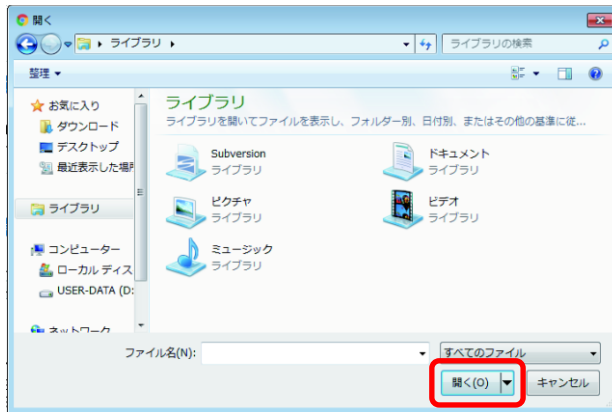 開く
ライブラリ
ライブラリの検索
整理
お気に入り
ダウンロード
デスクトップ
最近表示した場所
ライブラリ
コンピューター
ローカル ディス
USER-DATA (D:
ネットワーク
ライブラリ
ライブラリを開いてファイルを表示し、フォルダー別、日付別、またはその他の基準に従...
Subversion
ライブラリ
ドキュメント
ライブラリ
ピクチャ
ライブラリ
ビデオ
ライブラリ
ミュージック
ライブラリ
ファイル名(N):
すべてのファイル
開く(O)
キャンセル